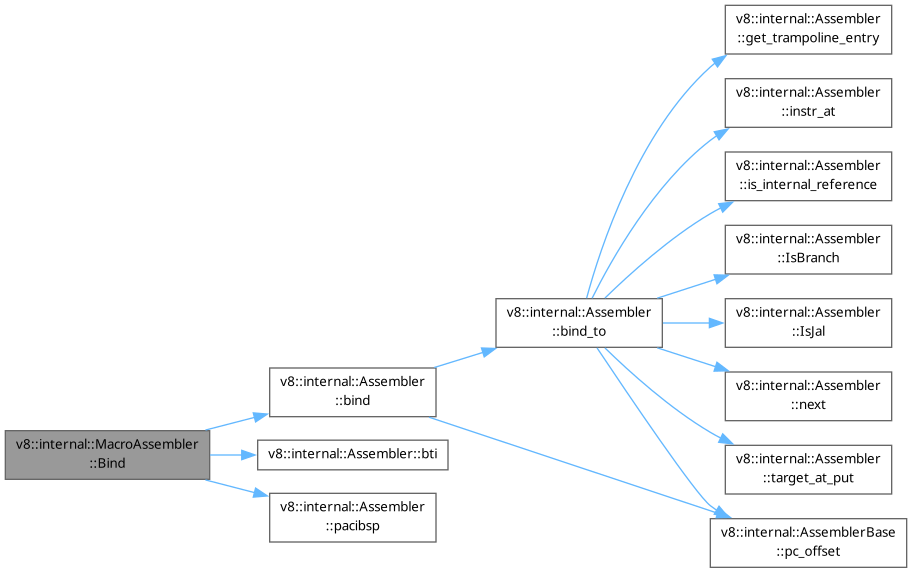 v8::internal::Assembler
::get_trampoline_entry
v8::internal::Assembler
::instr_at
v8::internal::Assembler
::is_internal_reference
v8::internal::Assembler
::IsBranch
v8::internal::Assembler
::bind_to
v8::internal::Assembler
::IsJal
v8::internal::Assembler
::bind
v8::internal::Assembler
::next
v8::internal::MacroAssembler
::Bind
v8::internal::Assembler::bti
v8::internal::Assembler
::target_at_put
v8::internal::Assembler
::pacibsp
v8::internal::AssemblerBase
::pc_offset